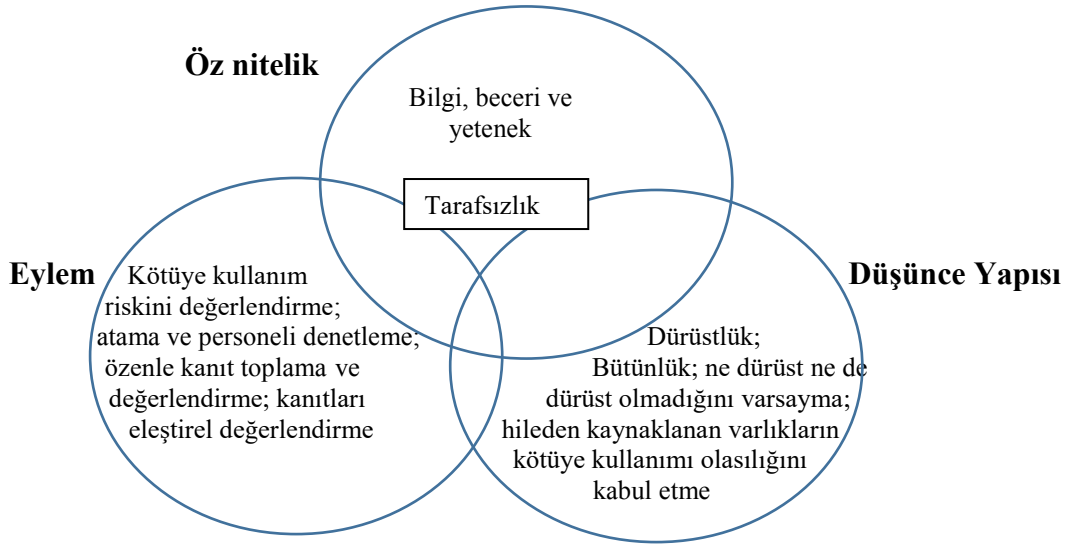 Öz nitelik
Bilgi, beceri ve
yetenek
Tarafsızlık
Eylem
Kötüye kullanım
riskini değerlendirme;
atama ve personeli denetleme;
özenle kanıt toplama ve
değerlendirme; kanıtları
eleştirel değerlendirme
Düşünce Yapısı
Dürüstlük;
Bütünlük; ne dürüst ne de
dürüst olmadığını varsayma;
hileden kaynaklanan varlıkların
kötüye kullanımı olasılığını
kabul etme